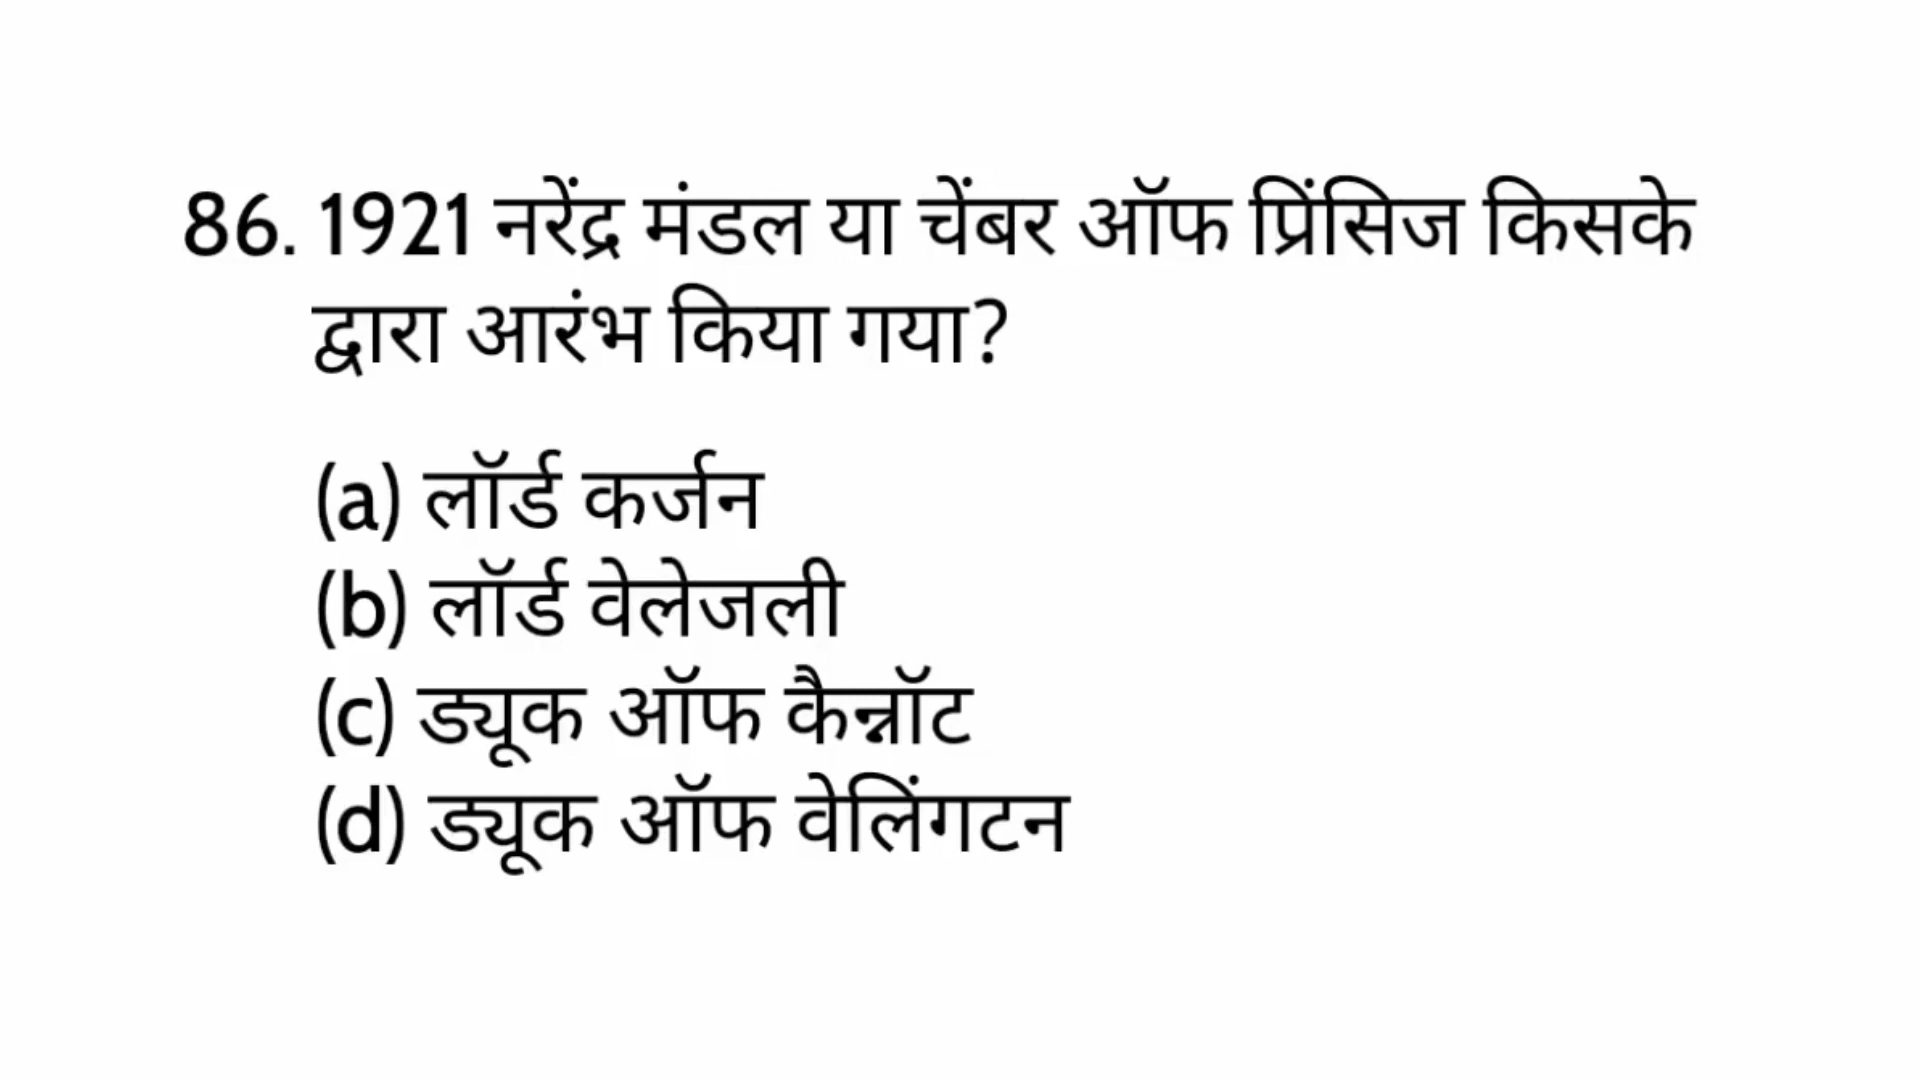 86. 1921 नरेंद्र मंडल या चेंबर ऑफ प्रिंसिज किसके
द्वारा आरंभ किया गया?
(a) लॉर्ड कर्जन
(b) लॉर्ड वेलेजली
(c) ड्यूक ऑफ कैन्नॉट
(d) ड्यूक ऑफ वेलिंगटन